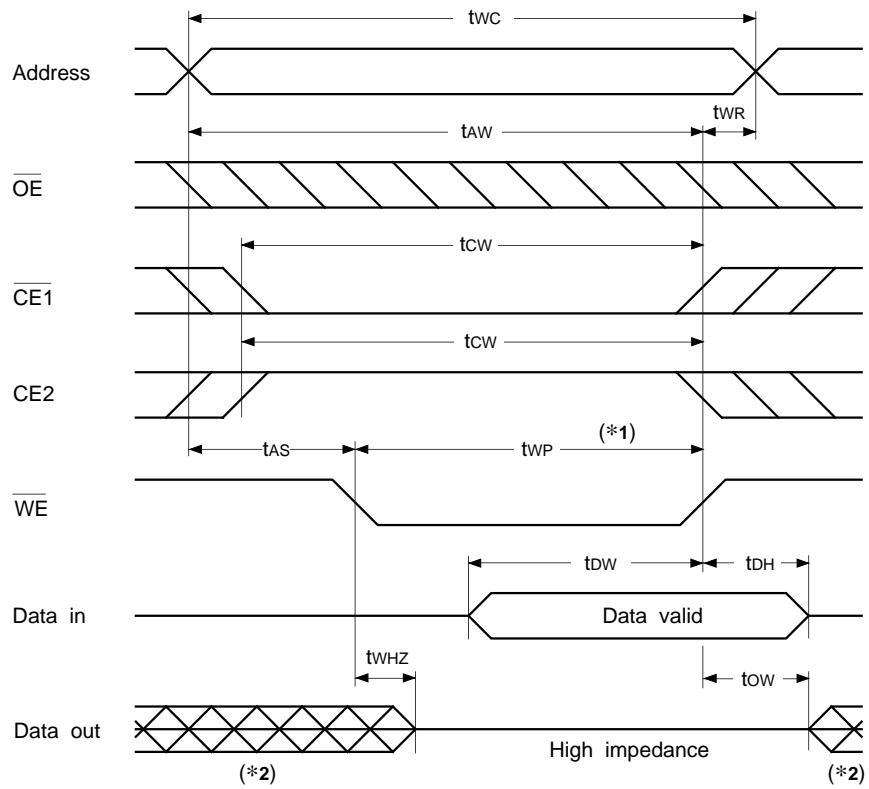 tWC
Address
tWR
tAW
OE
tCW
CE1
tCW
CE2
tAS
tWP
(*1)
WE
tDW
tDH
Data in
Data valid
tWHZ
tOW
Data out
High impedance
(*2)
(*2)